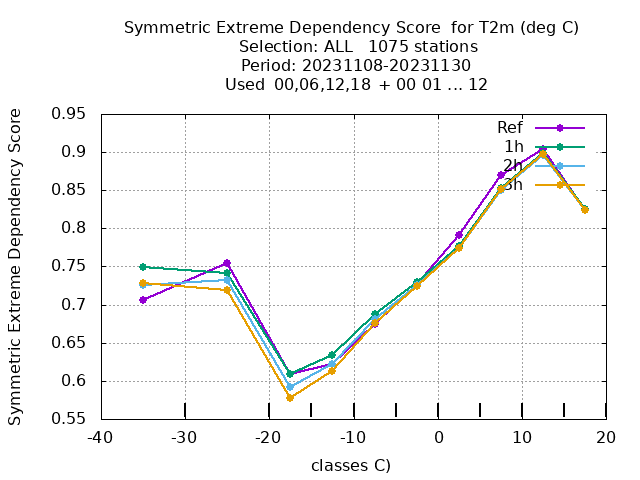 Symmetric Extreme Dependency Score  for T2m (deg C)
Selection: ALL   1075 stations
Period: 20231108-20231130
Used  00,06,12,18 + 00 01 ... 12
Symmetric Extreme Dependency Score
0.95
0.9
0.85
0.8
0.75
0.7
0.65
0.6
0.55
Ref
1h
2h
3h
-40 -30 -20 -10 0 10 20
classes C)